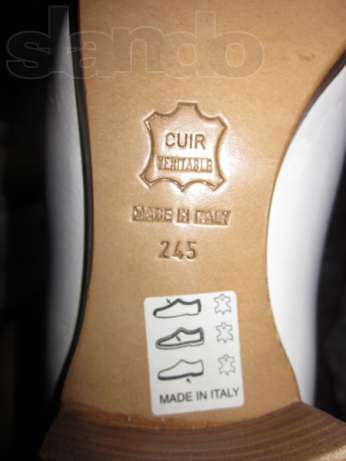 slando
CUIR
VERITABLE
MADE IN ITALY
245
MADE IN ITALY